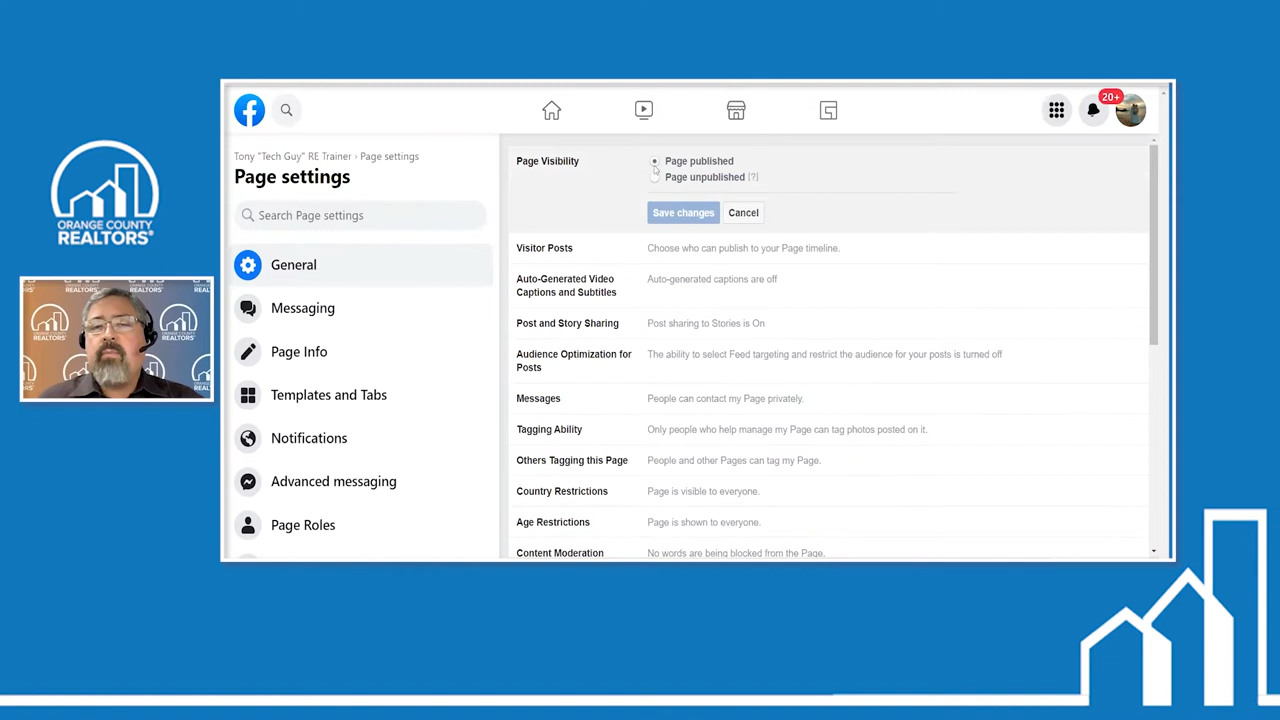 ORANGE COUNTY
REALTORS®
20+
Tony "Tech Guy" RE Trainer › Page settings
Page settings
Search Page settings
General
Messaging
Page Info
Templates and Tabs
Notifications
Advanced messaging
Page Roles
Page Visibility
Page published
Page unpublished [?]
Save changes Cancel
Visitor Posts Choose who can publish to your Page timeline.
Auto-Generated Video
Captions and Subtitles
Auto-generated captions are off
Post and Story Sharing Post sharing to Stories is On
Audience Optimization for
Posts
The ability to select Feed targeting and restrict the audience for your posts is turned off
Messages People can contact my Page privately.
Tagging Ability Only people who help manage my Page can tag photos posted on it.
Others Tagging this Page People and other Pages can tag my Page.
Country Restrictions Page is visible to everyone.
Age Restrictions Page is shown to everyone.
Content Moderation No words are being blocked from the Page.